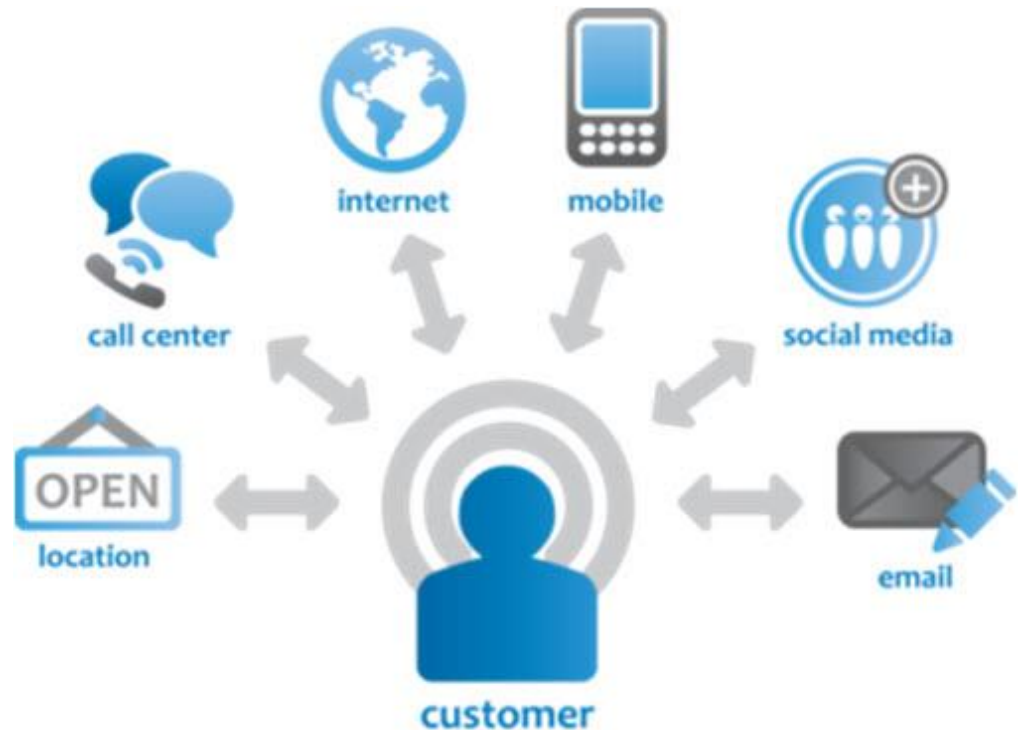 internet
mobile
call center
social media
OPEN
location
email
customer